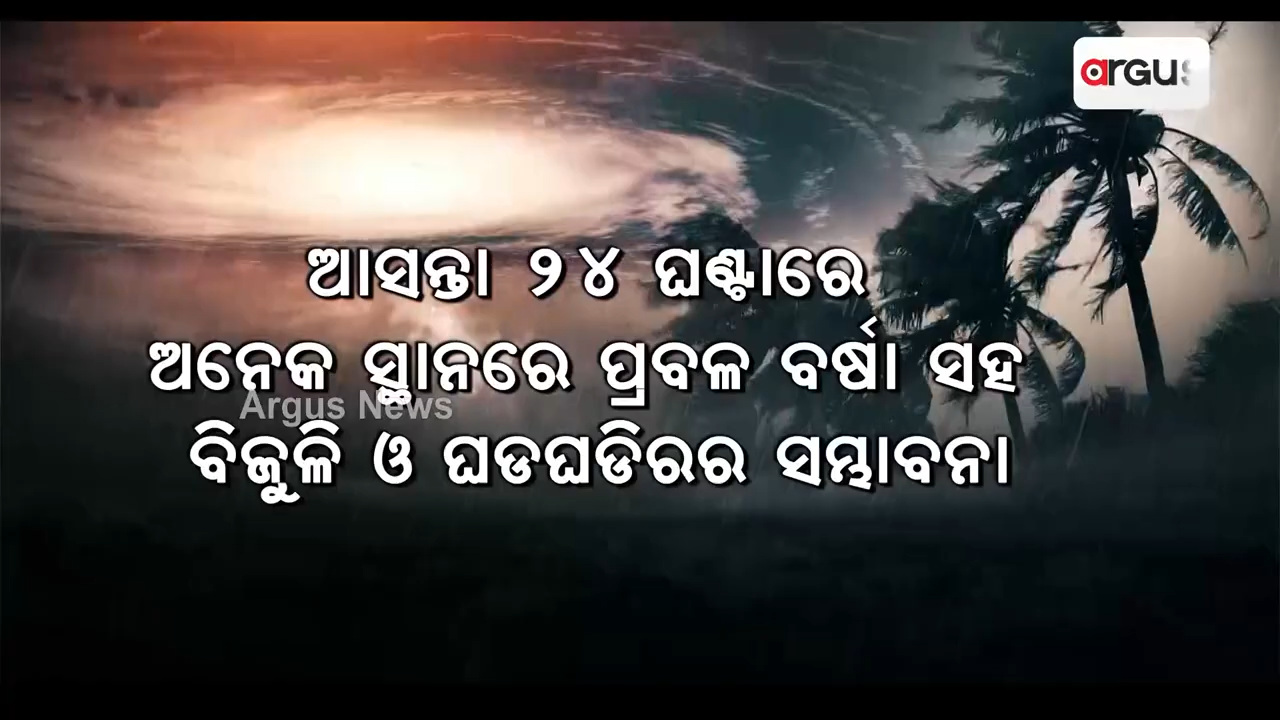 argus
ଆସନ୍ତା ୨୪ ଘଣ୍ଟାରେ
ଅନେକ ସ୍ଥାନରେ ପ୍ରବଳ ବର୍ଷା ସହ
Argus News
ବିଜୁଳି ଓ ଘଡଘଡିରର ସମ୍ଭାବନା